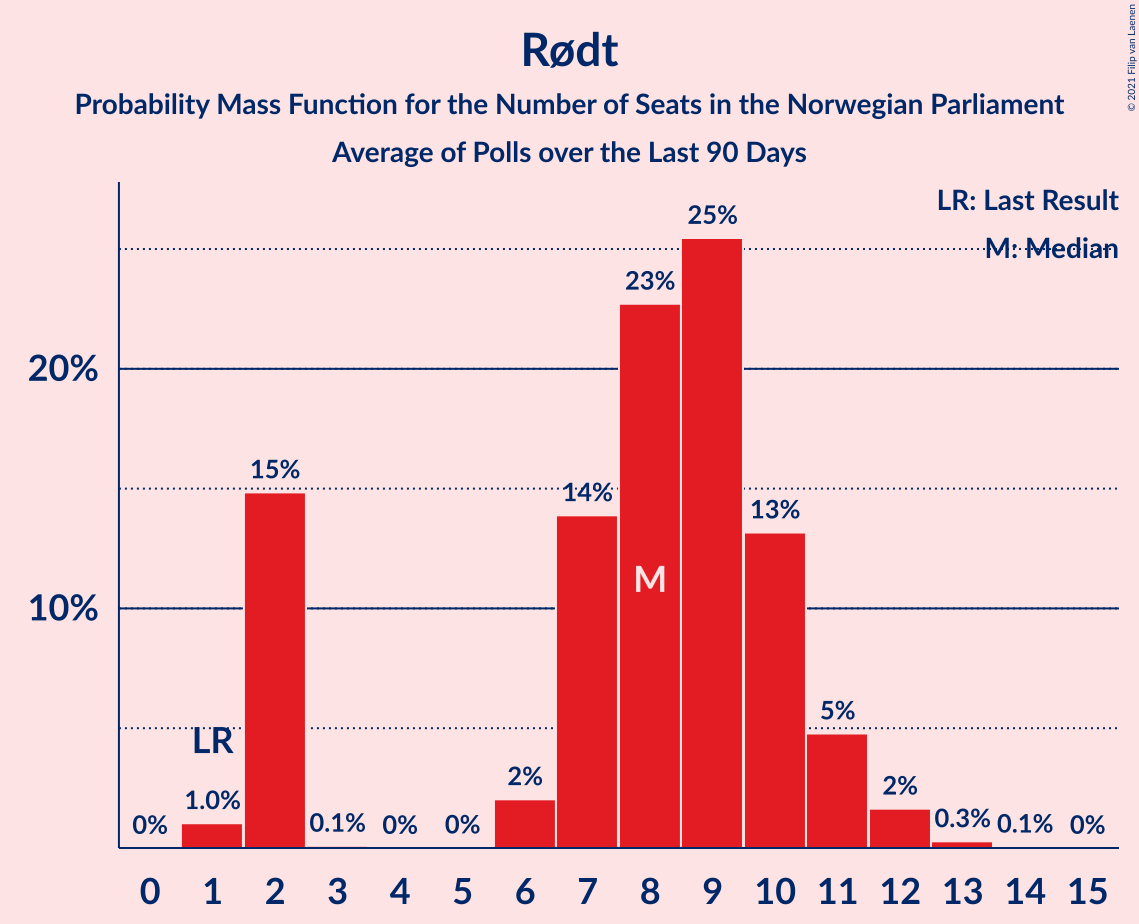 Rødt
Probability Mass Function for the Number of Seats in the Norwegian Parliament
Average of Polls over the Last 90 Days
© 2021 Filip van Laenen
LR: Last Result
M: Median
25%
23%
20%
15%
14%
13%
M
10%
LR
5%
2%
2%
1.0%
0%
0.1%
0%
0%
0.3%
0.1%
0%
0 1 2 3 4 5 6 7 8 9 10 11 12 13 14 15